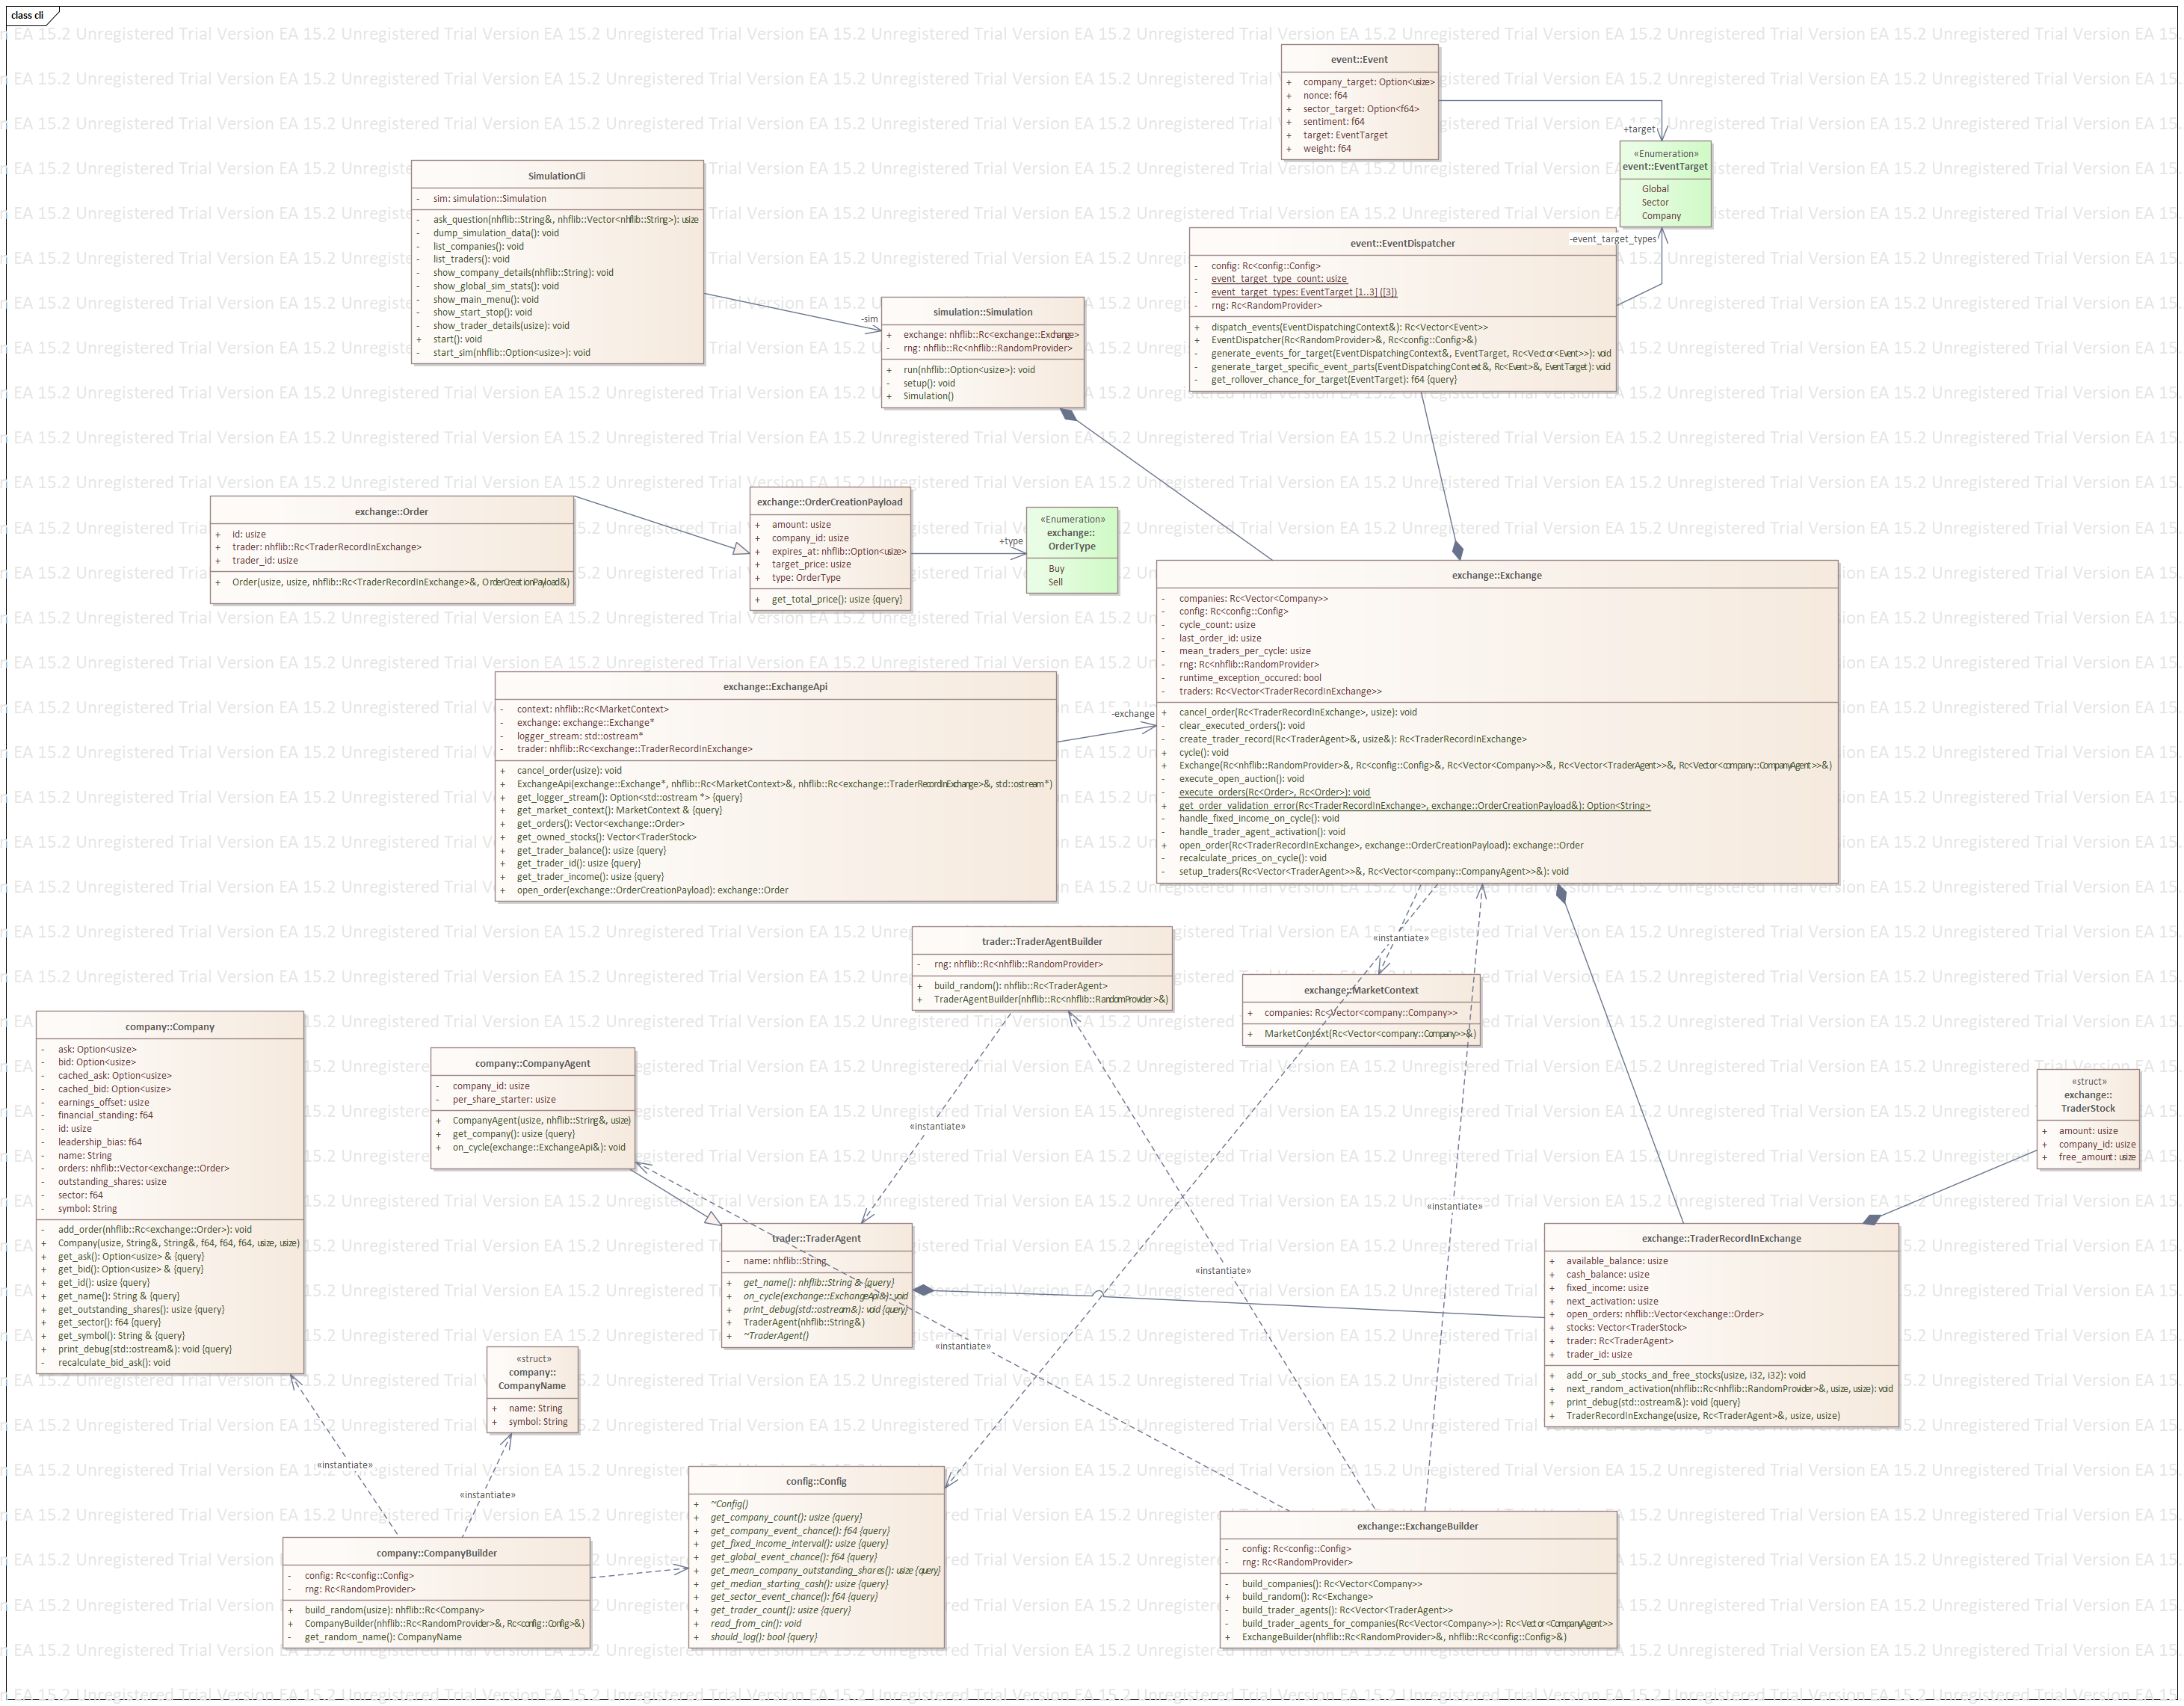 class cli
event::Event
+ company_target: Option<usize>
+ nonce: f64
+ sector_target: Option<f64>
+ sentiment: f64
+ target: EventTarget
+ weight: f64
+target
«Enumeration»
event::EventTarget
Global
Sector
Company
-event_target_types
SimulationCli
- sim: simulation::Simulation
- ask_question(nhflib::String&, nhflib::Vector<nhflib::String>): usize
- dump_simulation_data(): void
- list_companies(): void
- list_traders(): void
- show_company_details(nhflib::String): void
- show_global_sim_stats(): void
- show_main_menu(): void
- show_start_stop(): void
- show_trader_details(usize): void
+ start(): void
- start_sim(nhflib::Option<usize>): void
-sim
simulation::Simulation
+ exchange: nhflib::Rc<exchange::Exchange>
- rng: nhflib::Rc<nhflib::RandomProvider>
+ run(nhflib::Option<usize>): void
- setup(): void
+ Simulation()
event::EventDispatcher
- config: Rc<config::Config>
- event_target_type_count: usize
- event_target_types: EventTarget [1..3] ([3])
- rng: Rc<RandomProvider>
+ dispatch_events(EventDispatchingContext&): Rc<Vector<Event>>
+ EventDispatcher(Rc<RandomProvider>&, Rc<config::Config>&)
- generate_events_for_target(EventDispatchingContext&, EventTarget, Rc<Vector<Event>>): void
- generate_target_specific_event_parts(EventDispatchingContext&, Rc<Event>&, EventTarget): void
- get_rollover_chance_for_target(EventTarget): f64 {query}
exchange::Order
+ id: usize
+ trader: nhflib::Rc<TraderRecordInExchange>
+ trader_id: usize
+ Order(usize, usize, nhflib::Rc<TraderRecordInExchange>&, OrderCreationPayload&)
exchange::OrderCreationPayload
+ amount: usize
+ company_id: usize
+ expires_at: nhflib::Option<usize>
+ target_price: usize
+ type: OrderType
+ get_total_price(): usize {query}
+type
«Enumeration»
exchange::
OrderType
Buy
Sell
exchange::Exchange
- companies: Rc<Vector<Company>>
- config: Rc<config::Config>
- cycle_count: usize
- last_order_id: usize
- mean_traders_per_cycle: usize
- rng: Rc<nhflib::RandomProvider>
- runtime_exception_occured: bool
- traders: Rc<Vector<TraderRecordInExchange>>
+ cancel_order(Rc<TraderRecordInExchange>, usize): void
- clear_executed_orders(): void
- create_trader_record(Rc<TraderAgent>&, usize&): Rc<TraderRecordInExchange>
+ cycle(): void
+ Exchange(Rc<nhflib::RandomProvider>&, Rc<config::Config>&, Rc<Vector<Company>>&, Rc<Vector<TraderAgent>>&, Rc<Vector<company::CompanyAgent>>&)
- execute_open_auction(): void
- execute_orders(Rc<Order>, Rc<Order>): void
+ get_order_validation_error(Rc<TraderRecordInExchange>, exchange::OrderCreationPayload&): Option<String>
- handle_fixed_income_on_cycle(): void
- handle_trader_agent_activation(): void
+ open_order(Rc<TraderRecordInExchange>, exchange::OrderCreationPayload): exchange::Order
- recalculate_prices_on_cycle(): void
- setup_traders(Rc<Vector<TraderAgent>>&, Rc<Vector<company::CompanyAgent>>&): void
exchange::ExchangeApi
- context: nhflib::Rc<MarketContext>
- exchange: exchange::Exchange*
- logger_stream: std::ostream*
- trader: nhflib::Rc<exchange::TraderRecordInExchange>
+ cancel_order(usize): void
+ ExchangeApi(exchange::Exchange*, nhflib::Rc<MarketContext>&, nhflib::Rc<exchange::TraderRecordInExchange>&, std::ostream*)
+ get_logger_stream(): Option<std::ostream *> {query}
+ get_market_context(): MarketContext & {query}
+ get_orders(): Vector<exchange::Order>
+ get_owned_stocks(): Vector<TraderStock>
+ get_trader_balance(): usize {query}
+ get_trader_id(): usize {query}
+ get_trader_income(): usize {query}
+ open_order(exchange::OrderCreationPayload): exchange::Order
-exchange
trader::TraderAgentBuilder
- rng: nhflib::Rc<nhflib::RandomProvider>
+ build_random(): nhflib::Rc<TraderAgent>
+ TraderAgentBuilder(nhflib::Rc<nhflib::RandomProvider>&)
«instantiate»
exchange::MarketContext
+ companies: Rc<Vector<company::Company>>
+ MarketContext(Rc<Vector<company::Company>>&)
company::Company
- ask: Option<usize>
- bid: Option<usize>
- cached_ask: Option<usize>
- cached_bid: Option<usize>
- earnings_offset: usize
- financial_standing: f64
- id: usize
- leadership_bias: f64
- name: String
- orders: nhflib::Vector<exchange::Order>
- outstanding_shares: usize
- sector: f64
- symbol: String
- add_order(nhflib::Rc<exchange::Order>): void
+ Company(usize, String&, String&, f64, f64, f64, usize, usize)
+ get_ask(): Option<usize> & {query}
+ get_bid(): Option<usize> & {query}
+ get_id(): usize {query}
+ get_name(): String & {query}
+ get_outstanding_shares(): usize {query}
+ get_sector(): f64 {query}
+ get_symbol(): String & {query}
+ print_debug(std::ostream&): void {query}
- recalculate_bid_ask(): void
company::CompanyAgent
- company_id: usize
- per_share_starter: usize
+ CompanyAgent(usize, nhflib::String&, usize)
+ get_company(): usize {query}
+ on_cycle(exchange::ExchangeApi&): void
«instantiate»
«struct»
exchange::
TraderStock
+ amount: usize
+ company_id: usize
+ free_amount: usize
«instantiate»
trader::TraderAgent
- name: nhflib::String
+ get_name(): nhflib::String & {query}
+ on_cycle(exchange::ExchangeApi&): void
+ print_debug(std::ostream&): void {query}
+ TraderAgent(nhflib::String&)
+ ~TraderAgent()
«instantiate»
«instantiate»
exchange::TraderRecordInExchange
+ available_balance: usize
+ cash_balance: usize
+ fixed_income: usize
+ next_activation: usize
+ open_orders: nhflib::Vector<exchange::Order>
+ stocks: Vector<TraderStock>
+ trader: Rc<TraderAgent>
+ trader_id: usize
+ add_or_sub_stocks_and_free_stocks(usize, i32, i32): void
+ next_random_activation(nhflib::Rc<nhflib::RandomProvider>&, usize, usize): void
+ print_debug(std::ostream&): void {query}
+ TraderRecordInExchange(usize, Rc<TraderAgent>&, usize, usize)
«struct»
company::
CompanyName
+ name: String
+ symbol: String
«instantiate»
«instantiate»
config::Config
+ ~Config()
+ get_company_count(): usize {query}
+ get_company_event_chance(): f64 {query}
+ get_fixed_income_interval(): usize {query}
+ get_global_event_chance(): f64 {query}
+ get_mean_company_outstanding_shares(): usize {query}
+ get_median_starting_cash(): usize {query}
+ get_sector_event_chance(): f64 {query}
+ get_trader_count(): usize {query}
+ read_from_cin(): void
+ should_log(): bool {query}
company::CompanyBuilder
- config: Rc<config::Config>
- rng: Rc<RandomProvider>
+ build_random(usize): nhflib::Rc<Company>
+ CompanyBuilder(nhflib::Rc<RandomProvider>&, Rc<config::Config>&)
- get_random_name(): CompanyName
exchange::ExchangeBuilder
- config: Rc<config::Config>
- rng: Rc<RandomProvider>
- build_companies(): Rc<Vector<Company>>
+ build_random(): Rc<Exchange>
- build_trader_agents(): Rc<Vector<TraderAgent>>
- build_trader_agents_for_companies(Rc<Vector<Company>>): Rc<Vector<CompanyAgent>>
+ ExchangeBuilder(nhflib::Rc<RandomProvider>&, nhflib::Rc<config::Config>&)